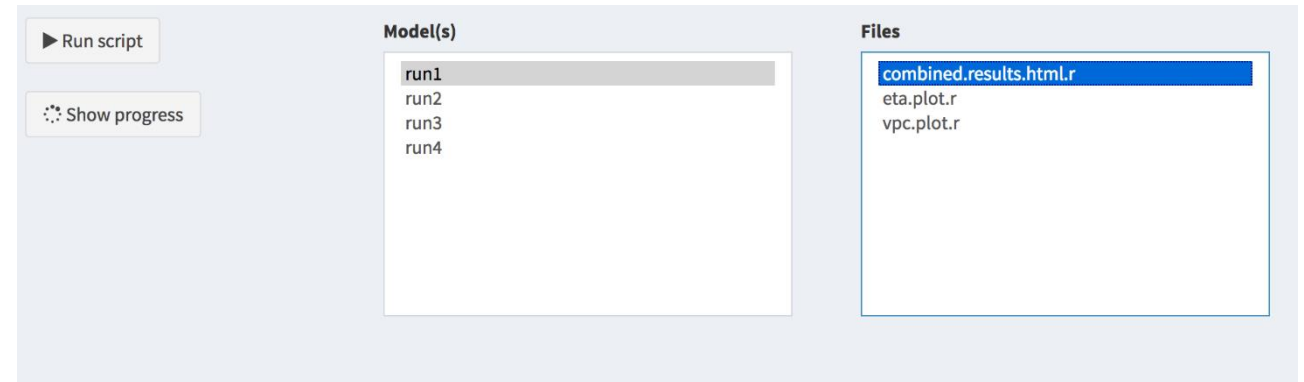 Run script
Show progress
Model(s)
run1
run2
run3
run4
Files
combined.results.html.r
eta.plot.r
vpc.plot.r